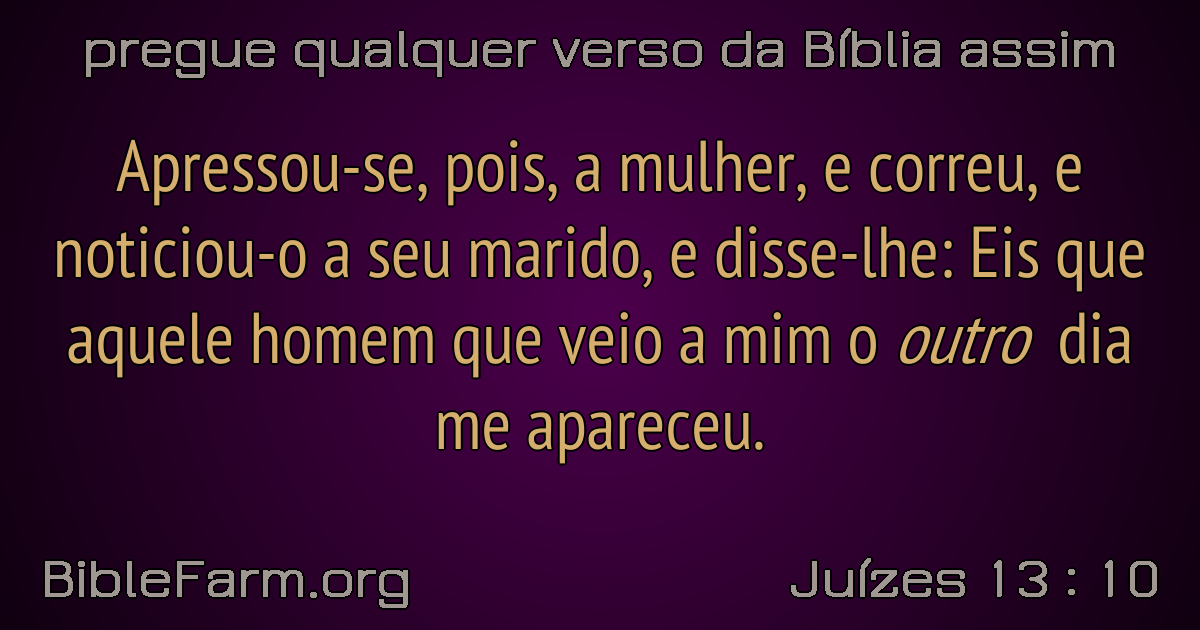 pregue qualquer verso da Bíblia assim
Apressou-se, pois, a mulher, e correu, e
noticiou-o a seu marido, e disse-lhe: Eis que
aquele homem que veio a mim o outro dia
me apareceu.
BibleFarm.org
Juízes 13 : 10